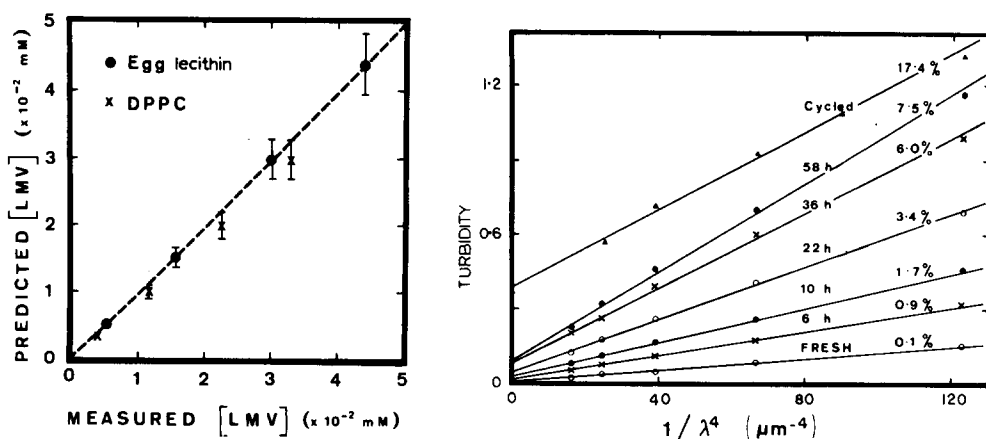 PREDICTED [LMV] (x 10⁻² mM)
5
4
3
2
1
0
● Egg lecithin
x DPPC
0 1 2 3 4 5
MEASURED [LMV] (x 10⁻² mM)
TURBIDITY
1·2
0·6
0
17·4%
Cycled
7·5%
58 h
6·0%
36 h
3·4%
22 h
1·7%
10 h
0·9%
6 h
FRESH
0·1%
0 40 80 120
1 / λ⁴ (μm⁻⁴)